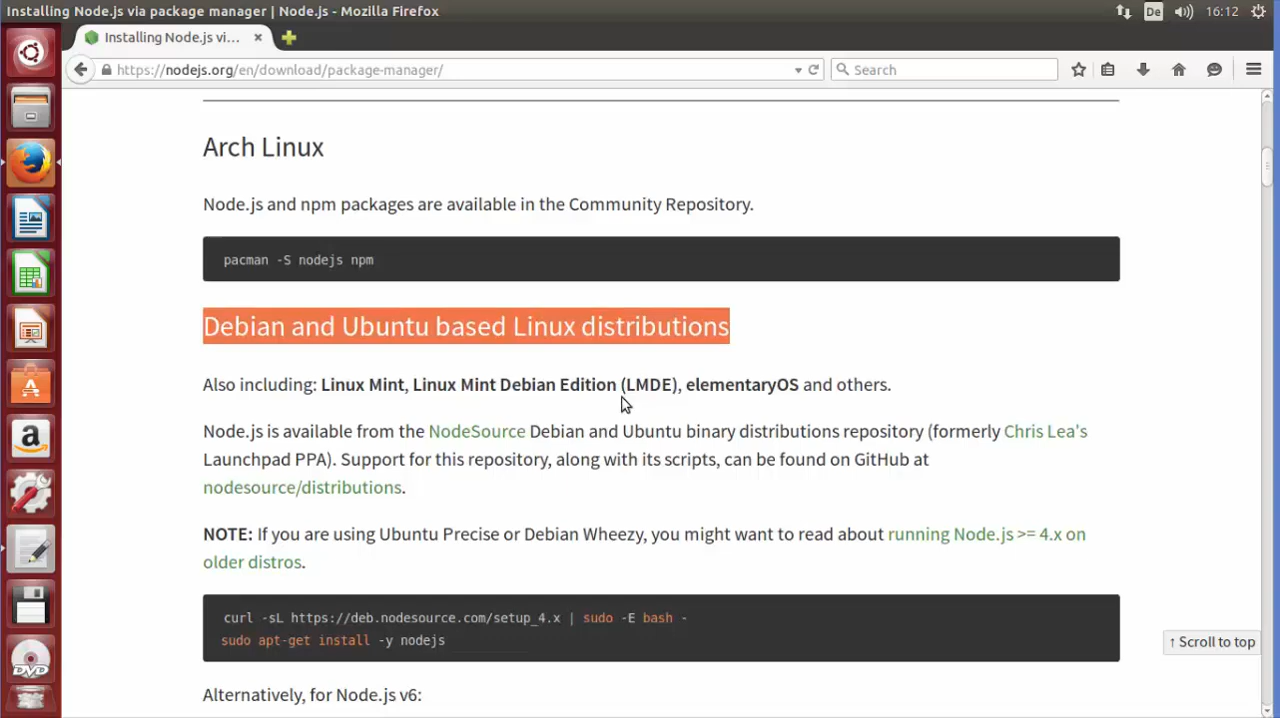 Installing Node.js via package manager | Node.js - Mozilla Firefox
De
16:12
Installing Node.js vi...
https://nodejs.org/en/download/package-manager/
Search
Arch Linux
Node.js and npm packages are available in the Community Repository.
pacman -S nodejs npm
Debian and Ubuntu based Linux distributions
Also including: Linux Mint, Linux Mint Debian Edition (LMDE), elementaryOS and others.
Node.js is available from the NodeSource Debian and Ubuntu binary distributions repository (formerly Chris Lea's
Launchpad PPA). Support for this repository, along with its scripts, can be found on GitHub at
nodesource/distributions.
NOTE: If you are using Ubuntu Precise or Debian Wheezy, you might want to read about running Node.js >= 4.x on
older distros.
curl -sL https://deb.nodesource.com/setup_4.x | sudo -E bash -
sudo apt-get install -y nodejs
↑ Scroll to top
Alternatively, for Node.js v6:
a
DVD